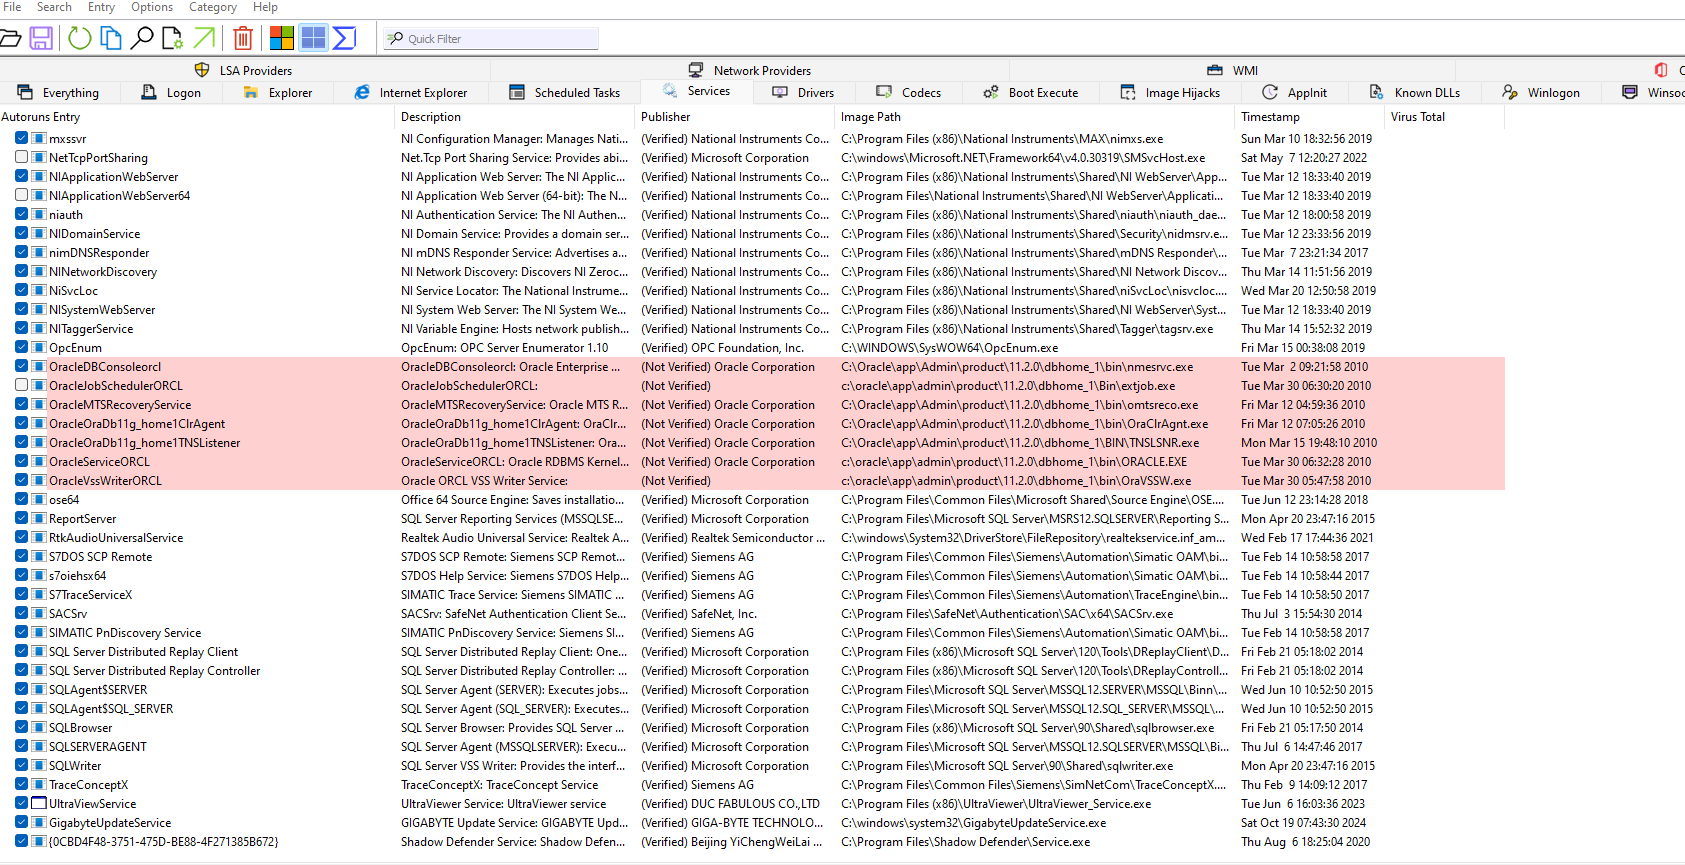 File Search Entry Options Category Help
Quick Filter
LSA Providers Network Providers WMI
Everything Logon Explorer Internet Explorer Scheduled Tasks Services Drivers Codecs Boot Execute Image Hijacks AppInit Known DLLs Winlogon Winsoc
Autoruns Entry Description Publisher Image Path Timestamp Virus Total
mxssvr NI Configuration Manager: Manages Nati... (Verified) National Instruments Co... C:\Program Files (x86)\National Instruments\MAX\nimxs.exe Sun Mar 10 18:32:56 2019
NetTcpPortSharing Net.Tcp Port Sharing Service: Provides abi... (Verified) Microsoft Corporation C:\windows\Microsoft.NET\Framework64\v4.0.30319\SMSvcHost.exe Sat May 7 12:20:27 2022
NIApplicationWebServer NI Application Web Server: The NI Applic... (Verified) National Instruments Co... C:\Program Files (x86)\National Instruments\Shared\NI WebServer\App... Tue Mar 12 18:33:40 2019
NIApplicationWebServer64 NI Application Web Server (64-bit): The N... (Verified) National Instruments Co... C:\Program Files\National Instruments\Shared\NI WebServer\Applicati... Tue Mar 12 18:33:40 2019
niauth NI Authentication Service: The NI Authen... (Verified) National Instruments Co... C:\Program Files (x86)\National Instruments\Shared\niauth\niauth_dae... Tue Mar 12 18:00:58 2019
NIDomainService NI Domain Service: Provides a domain ser... (Verified) National Instruments Co... C:\Program Files (x86)\National Instruments\Shared\Security\nidmsrv.e... Tue Mar 12 23:33:56 2019
nimDNSResponder NI mDNS Responder Service: Advertises a... (Verified) National Instruments Co... C:\Program Files (x86)\National Instruments\Shared\mDNS Responder\... Tue Mar 7 23:21:34 2017
NINetworkDiscovery NI Network Discovery: Discovers NI Zeroc... (Verified) National Instruments Co... C:\Program Files (x86)\National Instruments\Shared\NI Network Discov... Thu Mar 14 11:51:56 2019
NiSvcLoc NI Service Locator: The National Instrume... (Verified) National Instruments Co... C:\Program Files (x86)\National Instruments\Shared\niSvcLoc\nisvcloc.... Wed Mar 20 12:50:58 2019
NISystemWebServer NI System Web Server: The NI System We... (Verified) National Instruments Co... C:\Program Files (x86)\National Instruments\Shared\NI WebServer\Syst... Tue Mar 12 18:33:40 2019
NITaggerService NI Variable Engine: Hosts network publish... (Verified) National Instruments Co... C:\Program Files (x86)\National Instruments\Shared\Tagger\tagsrv.exe Thu Mar 14 15:52:32 2019
OpcEnum OpcEnum: OPC Server Enumerator 1.10 (Verified) OPC Foundation, Inc. C:\WINDOWS\SysWOW64\OpcEnum.exe Fri Mar 15 00:38:08 2019
OracleDBConsoleorcl OracleDBConsoleorcl: Oracle Enterprise ... (Not Verified) Oracle Corporation C:\Oracle\app\Admin\product\11.2.0\dbhome_1\bin\nmesrvc.exe Tue Mar 2 09:21:58 2010
OracleJobSchedulerORCL OracleJobSchedulerORCL: (Not Verified) c:\oracle\app\Admin\product\11.2.0\dbhome_1\Bin\extjob.exe Tue Mar 30 06:30:20 2010
OracleMTSRecoveryService OracleMTSRecoveryService: Oracle MTS R... (Not Verified) Oracle Corporation C:\Oracle\app\Admin\product\11.2.0\dbhome_1\bin\omtsreco.exe Fri Mar 12 04:59:36 2010
OracleOraDb11g_home1ClrAgent OracleOraDb11g_home1ClrAgent: OraClr... (Not Verified) Oracle Corporation C:\Oracle\app\Admin\product\11.2.0\dbhome_1\bin\OraClrAgnt.exe Fri Mar 12 07:05:26 2010
OracleOraDb11g_home1TNSListener OracleOraDb11g_home1TNSListener: Ora... (Not Verified) Oracle Corporation C:\Oracle\app\Admin\product\11.2.0\dbhome_1\BIN\TNSLSNR.exe Mon Mar 15 19:48:10 2010
OracleServiceORCL OracleServiceORCL: Oracle RDBMS Kernel... (Not Verified) Oracle Corporation c:\oracle\app\admin\product\11.2.0\dbhome_1\bin\ORACLE.EXE Tue Mar 30 06:32:28 2010
OracleVssWriterORCL Oracle ORCL VSS Writer Service: (Not Verified) c:\oracle\app\admin\product\11.2.0\dbhome_1\bin\OraVSSW.exe Tue Mar 30 05:47:58 2010
ose64 Office 64 Source Engine: Saves installatio... (Verified) Microsoft Corporation C:\Program Files\Common Files\Microsoft Shared\Source Engine\OSE.... Tue Jun 12 23:14:28 2018
ReportServer SQL Server Reporting Services (MSSQLSE... (Verified) Microsoft Corporation C:\Program Files\Microsoft SQL Server\MSRS12.SQLSERVER\Reporting S... Mon Apr 20 23:47:16 2015
RtkAudioUniversalService Realtek Audio Universal Service: Realtek A... (Verified) Realtek Semiconductor ... C:\windows\System32\DriverStore\FileRepository\realtekservice.inf_am... Wed Feb 17 17:44:36 2021
S7DOS SCP Remote S7DOS SCP Remote: Siemens SCP Remot... (Verified) Siemens AG C:\Program Files\Common Files\Siemens\Automation\Simatic OAM\bi... Tue Feb 14 10:58:58 2017
s7oiehsx64 S7DOS Help Service: Siemens S7DOS Help... (Verified) Siemens AG C:\Program Files\Common Files\Siemens\Automation\Simatic OAM\bi... Tue Feb 14 10:58:44 2017
S7TraceServiceX SIMATIC Trace Service: Siemens SIMATIC ... (Verified) Siemens AG C:\Program Files\Common Files\Siemens\Automation\TraceEngine\bin... Tue Feb 14 10:58:50 2017
SACSrv SACSrv: SafeNet Authentication Client Se... (Verified) SafeNet, Inc. C:\Program Files\SafeNet\Authentication\SAC\x64\SACSrv.exe Thu Jul 3 15:54:30 2014
SIMATIC PnDiscovery Service SIMATIC PnDiscovery Service: Siemens SI... (Verified) Siemens AG C:\Program Files\Common Files\Siemens\Automation\Simatic OAM\bi... Tue Feb 14 10:58:58 2017
SQL Server Distributed Replay Client SQL Server Distributed Replay Client: One... (Verified) Microsoft Corporation C:\Program Files (x86)\Microsoft SQL Server\120\Tools\DReplayClient\D... Fri Feb 21 05:18:02 2014
SQL Server Distributed Replay Controller SQL Server Distributed Replay Controller: ... (Verified) Microsoft Corporation C:\Program Files (x86)\Microsoft SQL Server\120\Tools\DReplayControll... Fri Feb 21 05:18:02 2014
SQLAgent$SERVER SQL Server Agent (SERVER): Executes jobs... (Verified) Microsoft Corporation C:\Program Files\Microsoft SQL Server\MSSQL12.SERVER\MSSQL\Binn\... Wed Jun 10 10:52:50 2015
SQLAgent$SQL_SERVER SQL Server Agent (SQL_SERVER): Executes... (Verified) Microsoft Corporation C:\Program Files\Microsoft SQL Server\MSSQL12.SQL_SERVER\MSSQL\... Wed Jun 10 10:52:50 2015
SQLBrowser SQL Server Browser: Provides SQL Server ... (Verified) Microsoft Corporation C:\Program Files (x86)\Microsoft SQL Server\90\Shared\sqlbrowser.exe Fri Feb 21 05:17:50 2014
SQLSERVERAGENT SQL Server Agent (MSSQLSERVER): Execu... (Verified) Microsoft Corporation C:\Program Files\Microsoft SQL Server\MSSQL12.SQLSERVER\MSSQL\Bi... Thu Jul 6 14:47:46 2017
SQLWriter SQL Server VSS Writer: Provides the interf... (Verified) Microsoft Corporation C:\Program Files\Microsoft SQL Server\90\Shared\sqlwriter.exe Mon Apr 20 23:47:16 2015
TraceConceptX TraceConceptX: TraceConcept Service (Verified) Siemens AG C:\Program Files\Common Files\Siemens\SimNetCom\TraceConceptX.... Thu Feb 9 14:09:12 2017
UltraViewService UltraViewer Service: UltraViewer service (Verified) DUC FABULOUS CO.,LTD C:\Program Files (x86)\UltraViewer\UltraViewer_Service.exe Tue Jun 6 16:03:36 2023
GigabyteUpdateService GIGABYTE Update Service: GIGABYTE Upd... (Verified) GIGA-BYTE TECHNOLO... C:\windows\system32\GigabyteUpdateService.exe Sat Oct 19 07:43:30 2024
{0CBD4F48-3751-475D-BE88-4F271385B672} Shadow Defender Service: Shadow Defen... (Verified) Beijing YiChengWeiLai ... C:\Program Files\Shadow Defender\Service.exe Thu Aug 6 18:25:04 2020